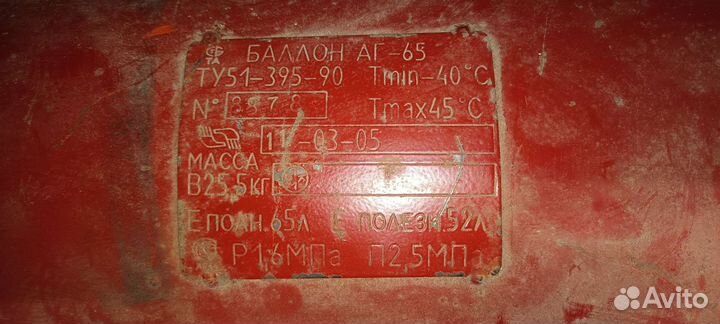 БАЛЛОН АГ-65
ТУ51-395-90 Tmin-40°C
N° 8978 Tmax45°C
11-03-05
МАССА
В25,5кг
Е ПОЛН.65Л Е ПОЛЕЗН.52Л
Р1,6МПа П2,5МПа
Avito